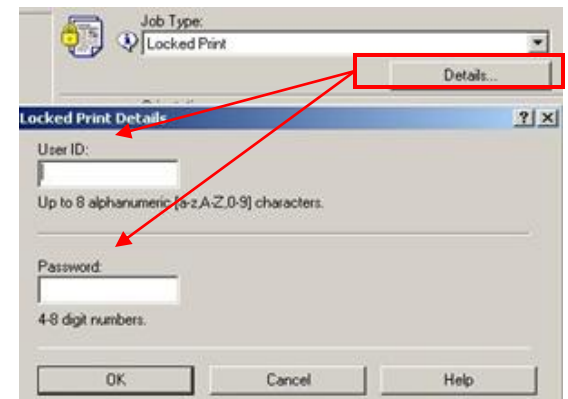 Job Type:
Locked Print
Details...
Locked Print Details
? ×
User ID:
Up to 8 alphanumeric [a-z,A-Z,0-9] characters.
Password:
4-8 digit numbers.
OK Cancel Help